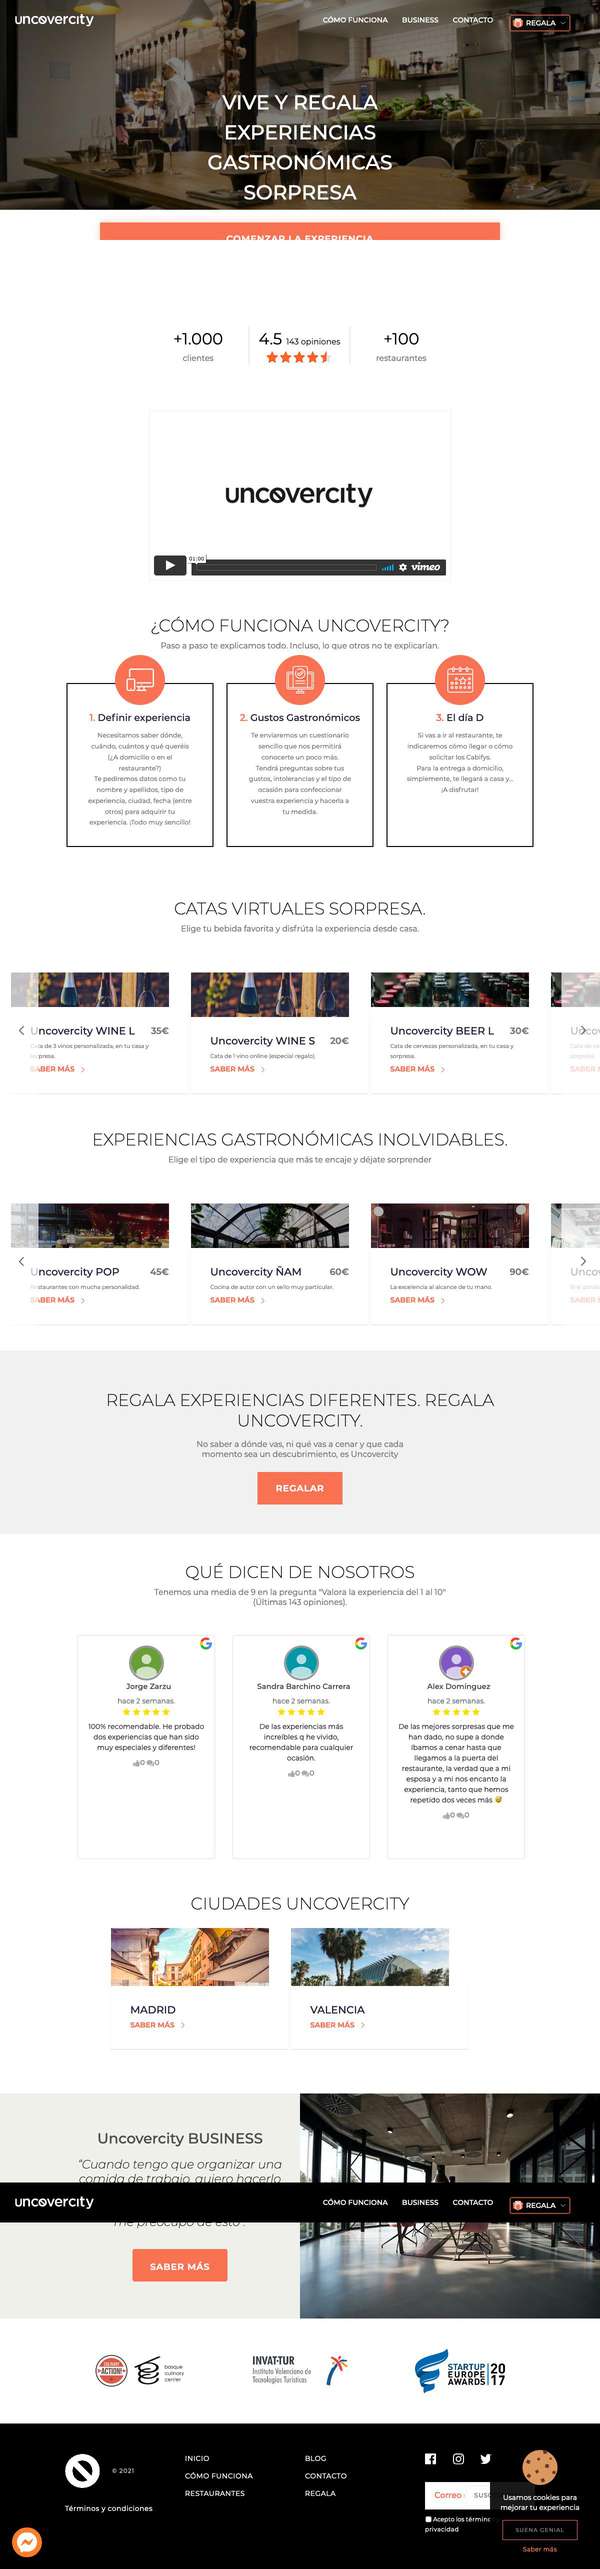 uncovercity
CÓMO FUNCIONA BUSINESS CONTACTO REGALA
VIVE Y REGALA
EXPERIENCIAS
GASTRONÓMICAS
SORPRESA
COMENZAR LA EXPERIENCIA
+1.000
clientes
4.5 143 opiniones
+100
restaurantes
uncovercity
01:00
vimeo
¿CÓMO FUNCIONA UNCOVERCITY?
Paso a paso te explicamos todo. Incluso, lo que otros no te explicarían.
1. Definir experiencia
Necesitamos saber dónde,
cuándo, cuántos y qué queréis
(¿A domicilio o en el
restaurante?)
Te pediremos datos como tu
nombre y apellidos, tipo de
experiencia, ciudad, fecha (entre
otros) para adquirir tu
experiencia. ¡Todo muy sencillo!
2. Gustos Gastronómicos
Te enviaremos un cuestionario
sencillo que nos permitirá
conocerte un poco más.
Tendrá preguntas sobre tus
gustos, intolerancias y el tipo de
ocasión para confeccionar
vuestra experiencia y hacerla a
tu medida.
3. El día D
Si vas a ir al restaurante, te
indicaremos cómo llegar o cómo
solicitar los Cabifys.
Para la entrega a domicilio,
simplemente, te llegará a casa y...
¡A disfrutar!
CATAS VIRTUALES SORPRESA.
Elige tu bebida favorita y disfrúta la experiencia desde casa.
Uncovercity WINE L 35€
Cata de 3 vinos personalizada, en tu casa y
sorpresa.
SABER MÁS
Uncovercity WINE S 20€
Cata de 1 vino online (especial regalo).
SABER MÁS
Uncovercity BEER L 30€
Cata de cervezas personalizada, en tu casa y
sorpresa.
SABER MÁS
EXPERIENCIAS GASTRONÓMICAS INOLVIDABLES.
Elige el tipo de experiencia que más te encaje y déjate sorprender
Uncovercity POP 45€
Restaurantes con mucha personalidad.
SABER MÁS
Uncovercity ÑAM 60€
Cocina de autor con un sello muy particular.
SABER MÁS
Uncovercity WOW 90€
La excelencia al alcance de tu mano.
SABER MÁS
REGALA EXPERIENCIAS DIFERENTES. REGALA
UNCOVERCITY.
No saber a dónde vas, ni qué vas a cenar y que cada
momento sea un descubrimiento, es Uncovercity
REGALAR
QUÉ DICEN DE NOSOTROS
Tenemos una media de 9 en la pregunta "Valora la experiencia del 1 al 10"
(Últimas 143 opiniones).
Jorge Zarzu
hace 2 semanas.
100% recomendable. He probado
dos experiencias que han sido
muy especiales y diferentes!
0 0
Sandra Barchino Carrera
hace 2 semanas.
De las experiencias más
increíbles q he vivido,
recomendable para cualquier
ocasión.
0 0
Alex Domínguez
hace 2 semanas.
De las mejores sorpresas que me
han dado, no supe a donde
íbamos a cenar hasta que
llegamos a la puerta del
restaurante, la verdad que a mi
esposa y a mi nos encanto la
experiencia, tanto que hemos
repetido dos veces más 😅
0 0
CIUDADES UNCOVERCITY
MADRID
SABER MÁS
VALENCIA
SABER MÁS
Uncovercity BUSINESS
“Cuando tengo que organizar una
comida de trabajo, quiero hacerlo
uncovercity
CÓMO FUNCIONA BUSINESS CONTACTO REGALA
me preocupo de esto".
SABER MÁS
CULINARY
ACTION!
basque
culinary
center
INVAT·TUR
Instituto Valenciano de
Tecnologías Turísticas
STARTUP
EUROPE
AWARDS
2017
© 2021
Términos y condiciones
INICIO
CÓMO FUNCIONA
RESTAURANTES
BLOG
CONTACTO
REGALA
Correo
Acepto los
privacidad
Usamos cookies para
mejorar tu experiencia
SUENA GENIAL
Saber más